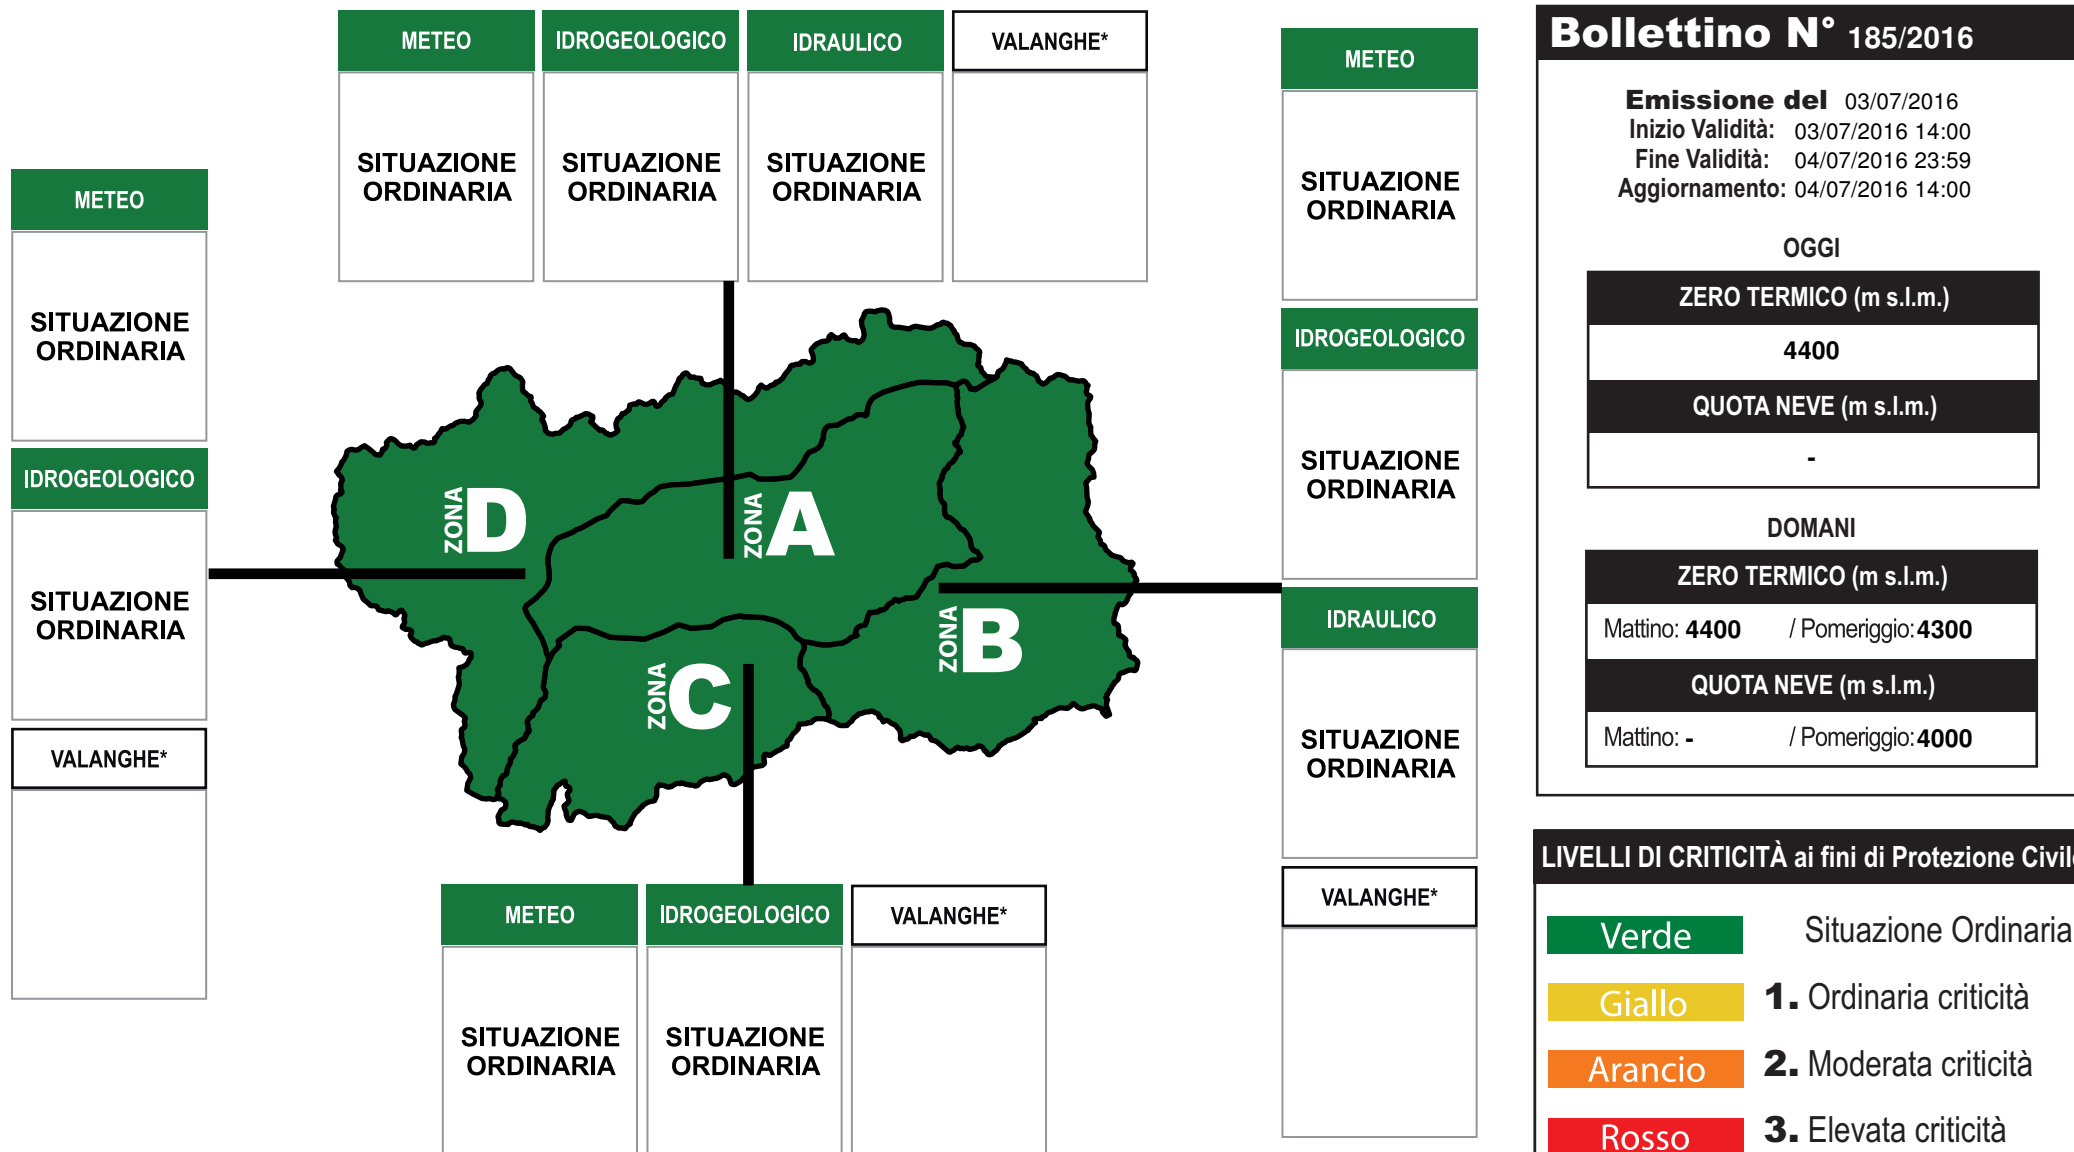 METEO
IDROGEOLOGICO
IDRAULICO
VALANGHE*
SITUAZIONE
ORDINARIA
SITUAZIONE
ORDINARIA
SITUAZIONE
ORDINARIA
METEO
SITUAZIONE
ORDINARIA
IDROGEOLOGICO
SITUAZIONE
ORDINARIA
VALANGHE*
ZONA D
ZONA A
ZONA B
ZONA C
METEO
SITUAZIONE
ORDINARIA
IDROGEOLOGICO
SITUAZIONE
ORDINARIA
IDRAULICO
SITUAZIONE
ORDINARIA
VALANGHE*
METEO
IDROGEOLOGICO
VALANGHE*
SITUAZIONE
ORDINARIA
SITUAZIONE
ORDINARIA
Bollettino N° 185/2016
Emissione del 03/07/2016
Inizio Validità: 03/07/2016 14:00
Fine Validità: 04/07/2016 23:59
Aggiornamento: 04/07/2016 14:00
OGGI
ZERO TERMICO (m s.l.m.)
4400
QUOTA NEVE (m s.l.m.)
-
DOMANI
ZERO TERMICO (m s.l.m.)
Mattino: 4400 / Pomeriggio: 4300
QUOTA NEVE (m s.l.m.)
Mattino: - / Pomeriggio: 4000
LIVELLI DI CRITICITÀ ai fini di Protezione Civile
Verde Situazione Ordinaria
Giallo 1. Ordinaria criticità
Arancio 2. Moderata criticità
Rosso 3. Elevata criticità